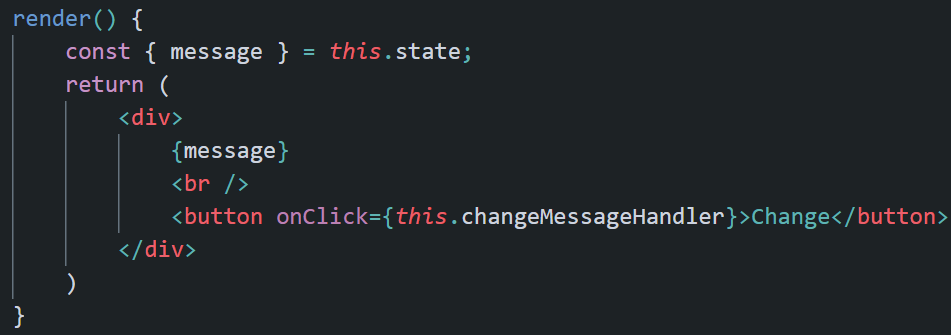 render() {
    const { message } = this.state;
    return (
        <div>
            {message}
            <br />
            <button onClick={this.changeMessageHandler}>Change</button>
        </div>
    )
}